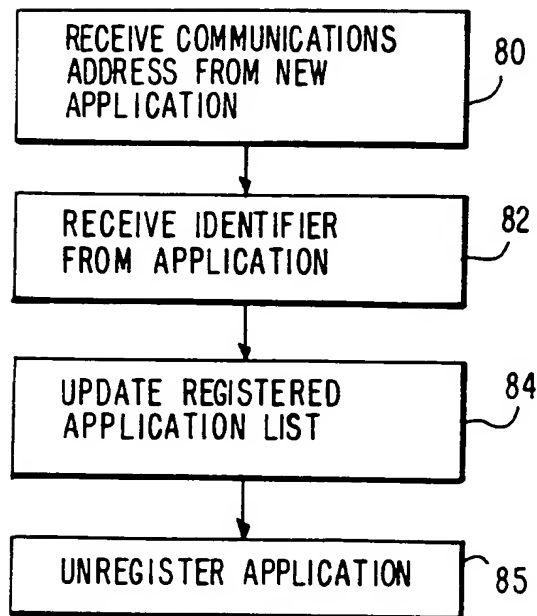 RECEIVE COMMUNICATIONS
ADDRESS FROM NEW
APPLICATION
80
RECEIVE IDENTIFIER
FROM APPLICATION
82
UPDATE REGISTERED
APPLICATION LIST
84
UNREGISTER APPLICATION
85